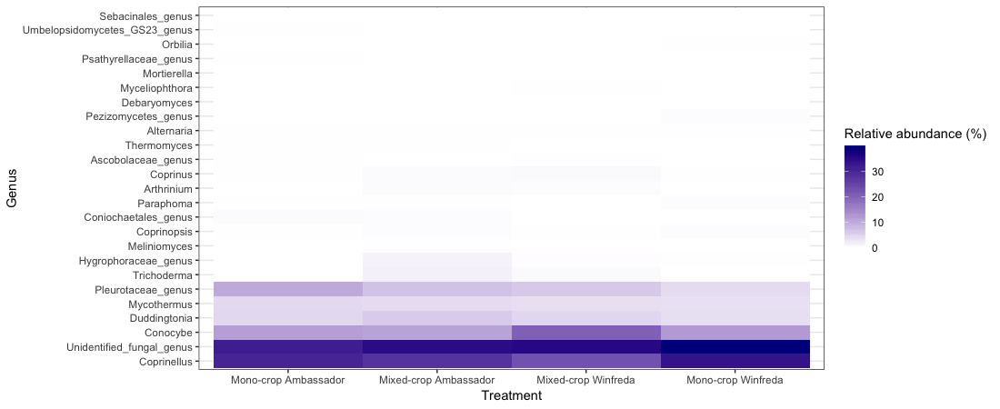 Genus
Sebacinales_genus
Umbelopsidomycetes_GS23_genus
Orbilia
Psathyrellaceae_genus
Mortierella
Myceliophthora
Debaryomyces
Pezizomycetes_genus
Alternaria
Thermomyces
Ascobolaceae_genus
Coprinus
Arthrinium
Paraphoma
Coniochaetales_genus
Coprinopsis
Meliniomyces
Hygrophoraceae_genus
Trichoderma
Pleurotaceae_genus
Mycothermus
Duddingtonia
Conocybe
Unidentified_fungal_genus
Coprinellus
Mono-crop Ambassador
Mixed-crop Ambassador
Mixed-crop Winfreda
Mono-crop Winfreda
Treatment
Relative abundance (%)
30
20
10
0